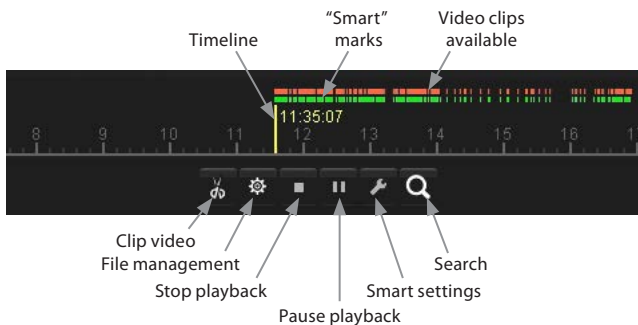 "Smart"
marks
Video clips
available
Timeline
11:35:07
8 9 10 11 12 13 14 15 16 1
Clip video
File management
Stop playback
Pause playback
Smart settings
Search